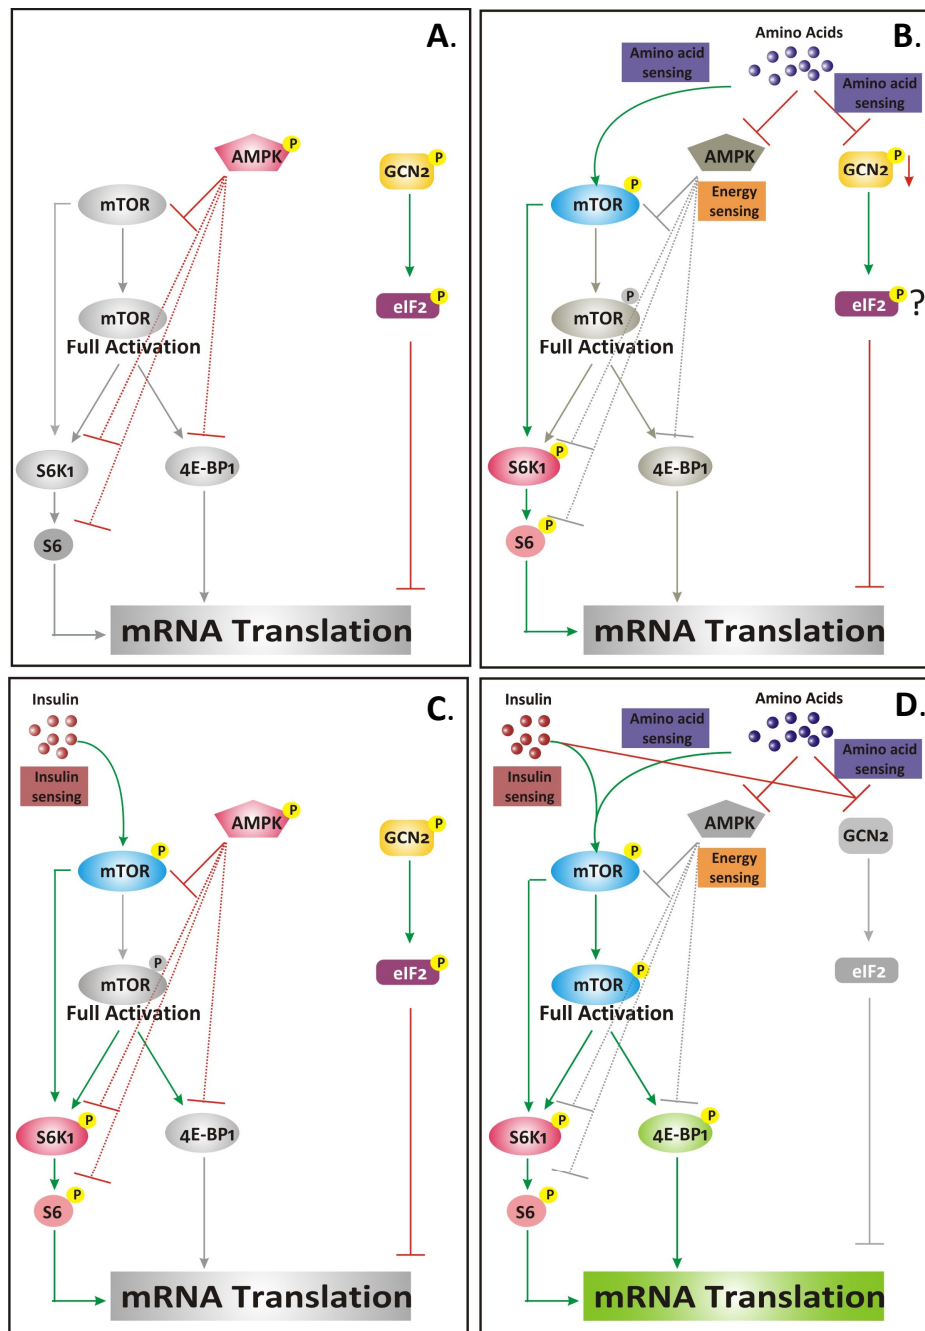 A.
P
AMPK
P
GCN2
mTOR
P
eIF2
mTOR
Full Activation
S6K1
4E-BP1
S6
mRNA Translation
B.
Amino Acids
Amino acid
sensing
Amino acid
sensing
P
AMPK
GCN2
P
mTOR
Energy
sensing
P
P
eIF2
?
mTOR
Full Activation
P
S6K1
4E-BP1
P
S6
mRNA Translation
C.
Insulin
Insulin
sensing
P
AMPK
P
GCN2
P
mTOR
P
P
eIF2
mTOR
Full Activation
P
S6K1
4E-BP1
P
S6
mRNA Translation
D.
Insulin
Amino Acids
Amino acid
sensing
Amino acid
sensing
Insulin
sensing
AMPK
GCN2
P
mTOR
Energy
sensing
P
eIF2
mTOR
Full Activation
P
P
S6K1
4E-BP1
P
S6
mRNA Translation